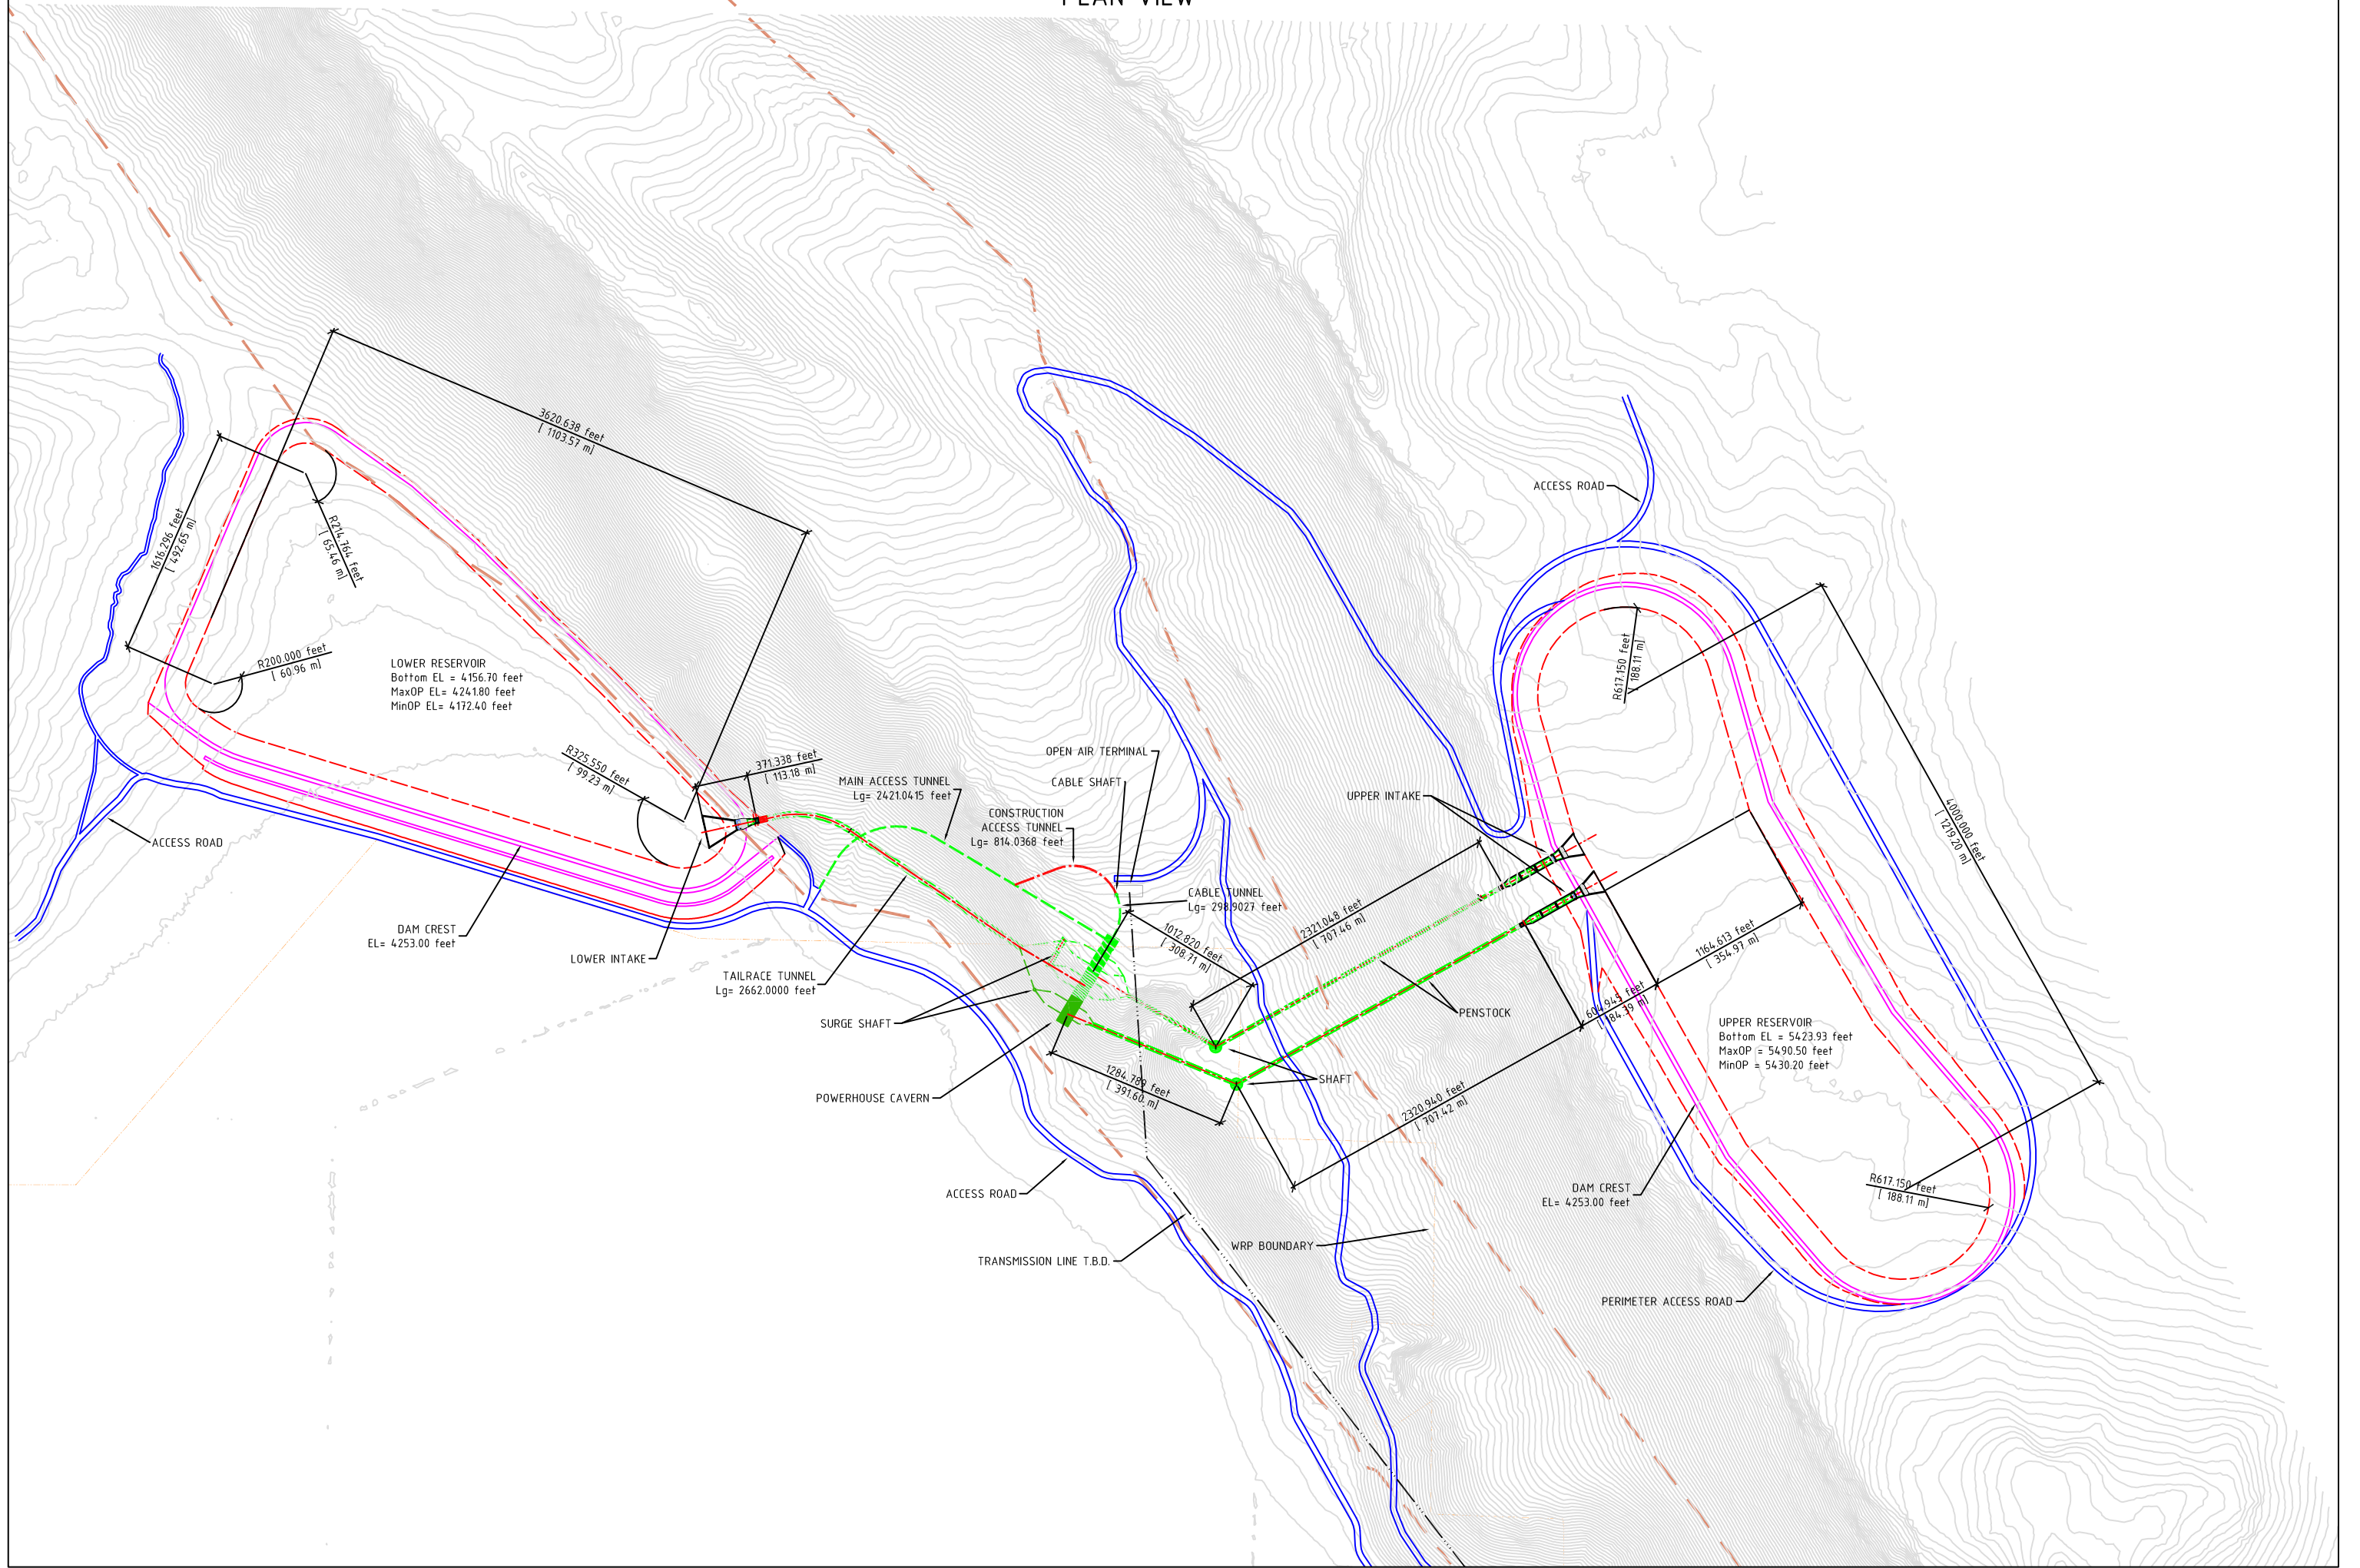 PLAN VIEW
3620.638 feet
[ 1103.57 m]
1616.296 feet
[ 492.65 m]
R214.764 feet
[ 65.46 m]
R200.000 feet
[ 60.96 m]
LOWER RESERVOIR
Bottom EL = 4156.70 feet
MaxOP EL= 4241.80 feet
MinOP EL= 4172.40 feet
R325.550 feet
[ 99.23 m]
371.338 feet
[ 113.18 m]
ACCESS ROAD
DAM CREST
EL= 4253.00 feet
LOWER INTAKE
MAIN ACCESS TUNNEL
Lg= 2421.0415 feet
CONSTRUCTION
ACCESS TUNNEL
Lg= 814.0368 feet
OPEN AIR TERMINAL
CABLE SHAFT
CABLE TUNNEL
Lg= 298.9027 feet
1012.820 feet
[ 308.71 m]
TAILRACE TUNNEL
Lg= 2662.0000 feet
SURGE SHAFT
POWERHOUSE CAVERN
1284.789 feet
[ 391.60 m]
ACCESS ROAD
TRANSMISSION LINE T.B.D.
WRP BOUNDARY
SHAFT
PENSTOCK
2321.048 feet
[ 707.46 m]
2320.940 feet
[ 707.42 m]
UPPER INTAKE
ACCESS ROAD
R617.150 feet
[ 188.11 m]
4000.000 feet
[ 1219.20 m]
1164.613 feet
[ 354.97 m]
604.945 feet
[ 184.39 m]
UPPER RESERVOIR
Bottom EL = 5423.93 feet
MaxOP = 5490.50 feet
MinOP = 5430.20 feet
DAM CREST
EL= 4253.00 feet
R617.150 feet
[ 188.11 m]
PERIMETER ACCESS ROAD